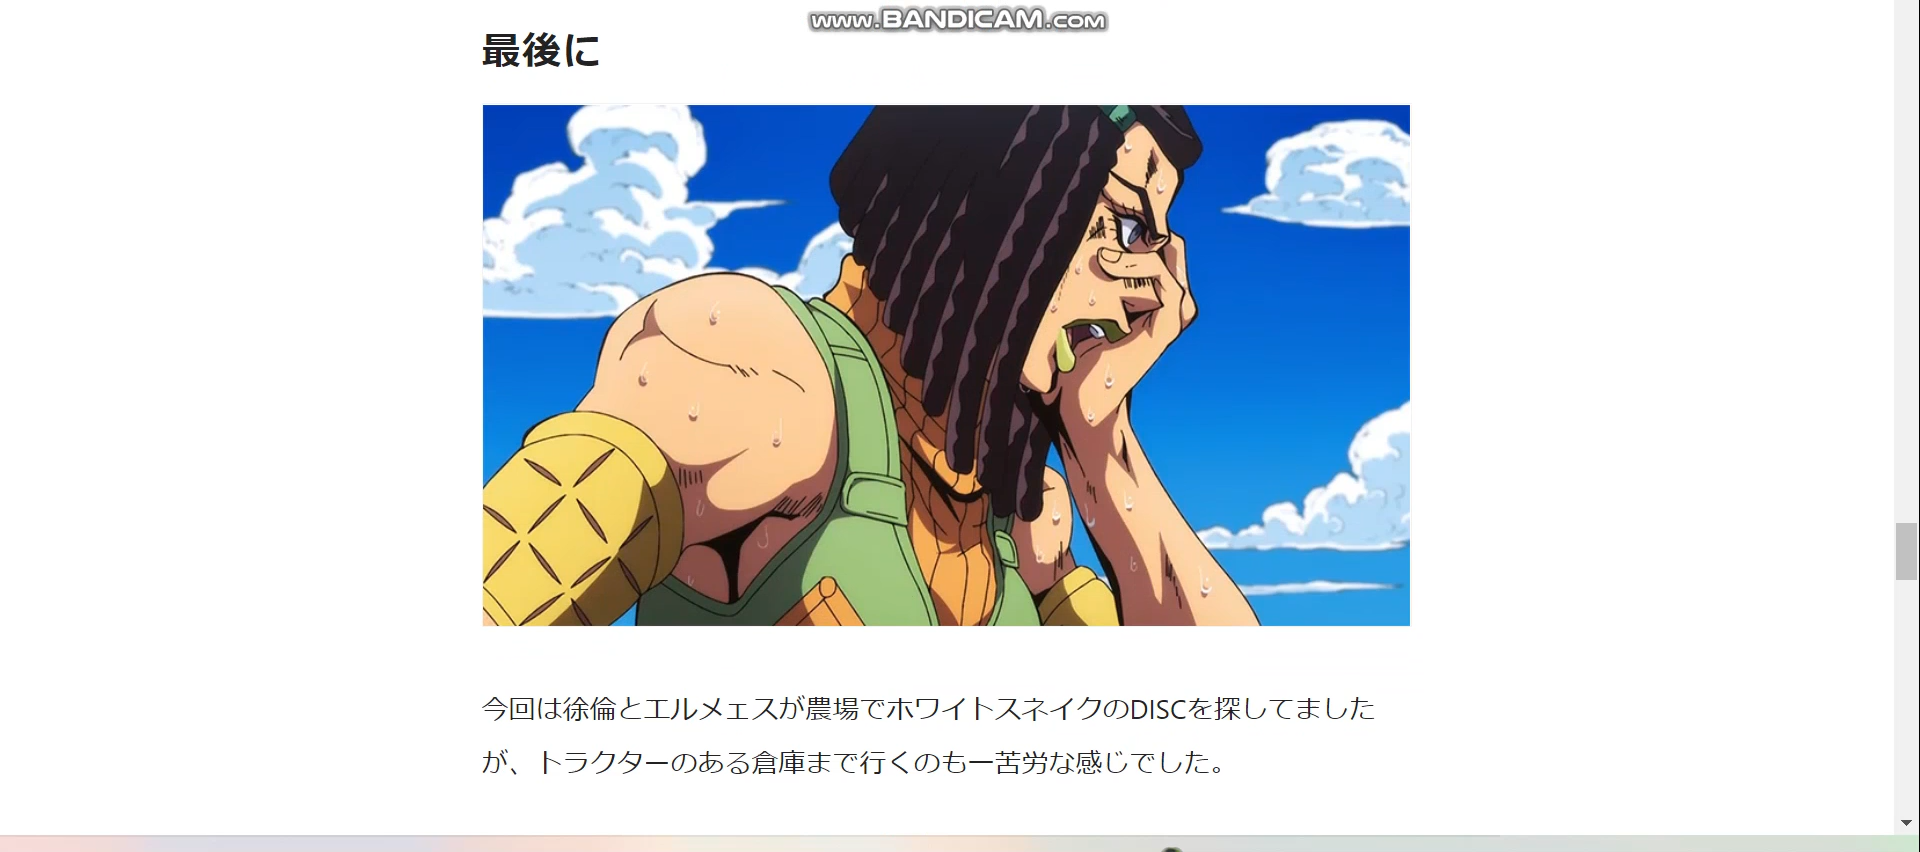 www.BANDICAM.com
最後に
今回は徐倫とエルメェスが農場でホワイトスネイクのDISCを探してました
が、トラクターのある倉庫まで行くのも一苦労な感じでした。